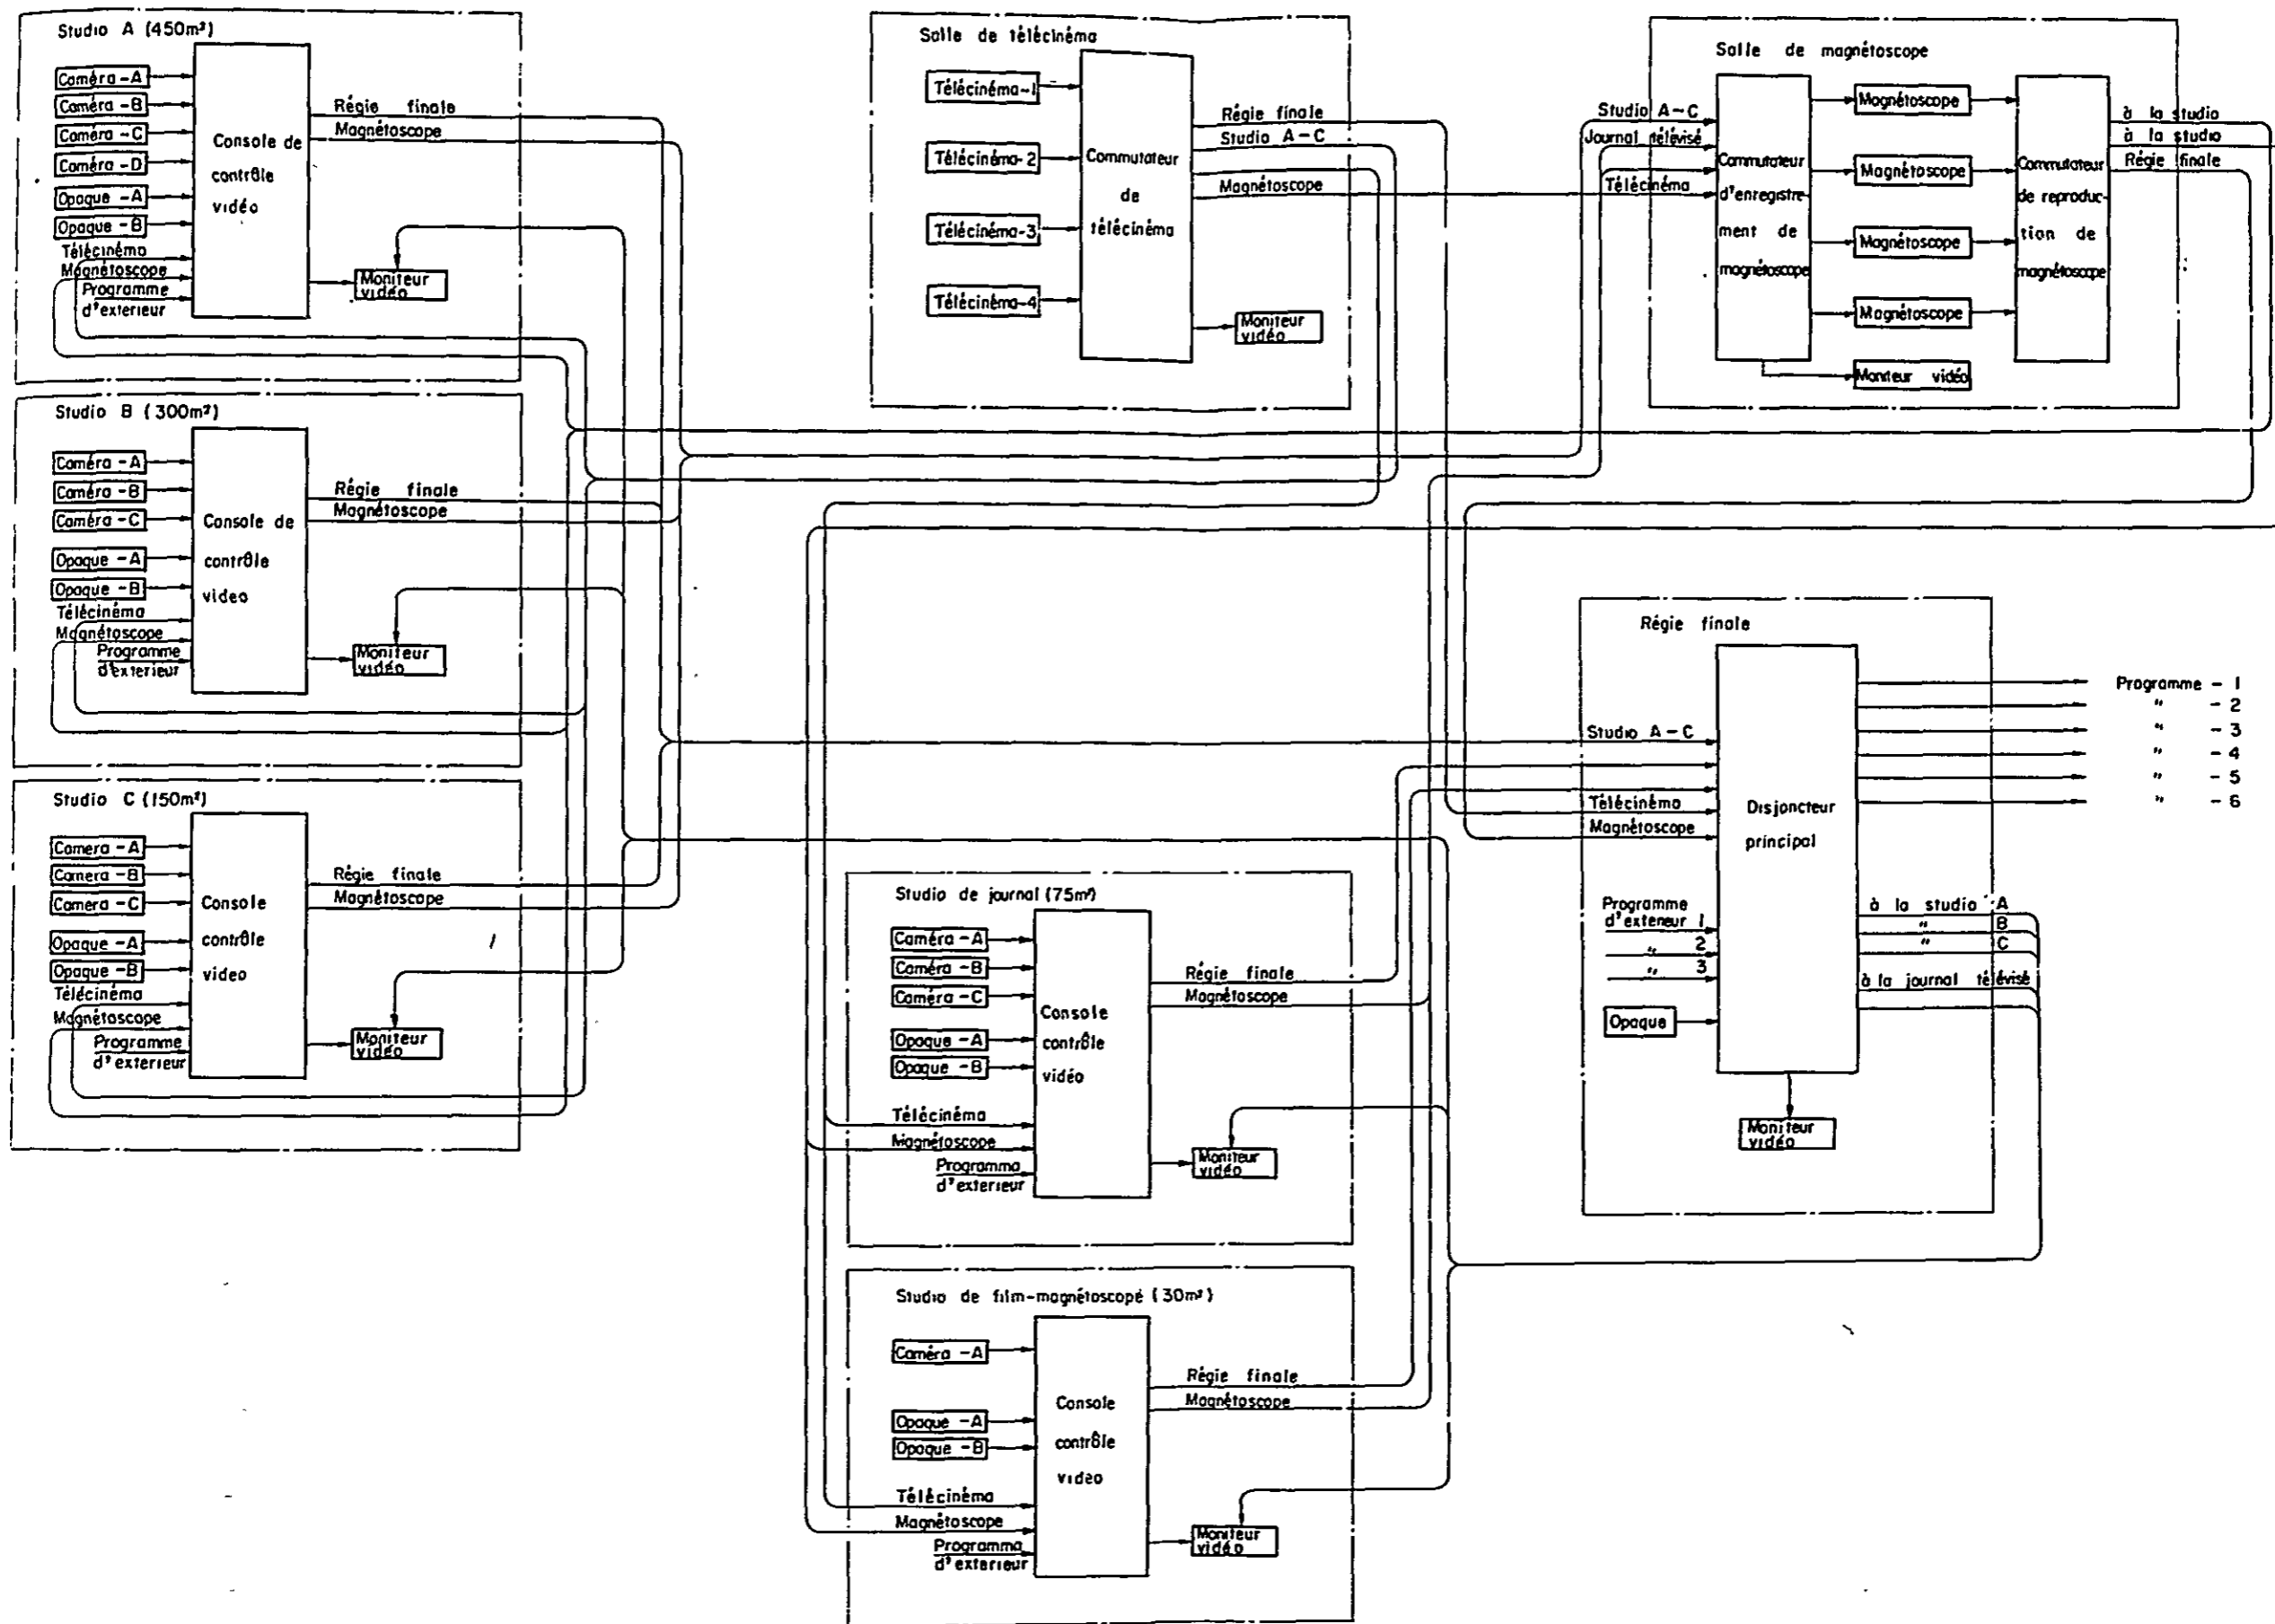 Studio A (450m²)
Caméra -A
Caméra -B
Caméra -C
Caméra -D
Opaque -A
Opaque -B
Télécinéma
Magnétoscope
Programme
d'exterieur
Console de
contrôle
vidéo
Régie finale
Magnétoscope
Moniteur
vidéo
Studio B (300m²)
Caméra -A
Caméra -B
Caméra -C
Opaque -A
Opaque -B
Télécinéma
Magnétoscope
Programme
d'exterieur
Console de
contrôle
video
Régie finale
Magnétoscope
Moniteur
vidéo
Studio C (150m²)
Camera -A
Camera -B
Camera -C
Opaque -A
Opaque -B
Télécinéma
Magnétoscope
Programme
d'exterieur
Console
contrôle
video
Régie finale
Magnétoscope
Moniteur
vidéo
Salle de télécinéma
Télécinéma-1
Télécinéma-2
Télécinéma-3
Télécinéma-4
Commutateur
de
télécinéma
Régie finale
Studio A-C
Magnétoscope
Moniteur
vidéo
Salle de magnétoscope
Studio A-C
Journal télévisé
Télécinéma
Commutateur
d'enregistre-
ment de
magnétoscope
Magnétoscope
Magnétoscope
Magnétoscope
Magnétoscope
Moniteur vidéo
Commutateur
de reproduc-
tion de
magnétoscope
à la studio
à la studio
Régie finale
Studio de journal (75m²)
Caméra -A
Caméra -B
Caméra -C
Opaque -A
Opaque -B
Télécinéma
Magnétoscope
Programma
d'exterieur
Console
contrôle
vidéo
Régie finale
Magnétoscope
Moniteur
vidéo
Studio de film-magnétoscopé (30m²)
Caméra -A
Opaque -A
Opaque -B
Télécinéma
Magnétoscope
Programma
d'exterieur
Console
contrôle
video
Régie finale
Magnétoscope
Moniteur
vidéo
Régie finale
Studio A-C
Télécinéma
Magnétoscope
Programme
d'exterieur 1
" 2
" 3
Opaque
Disjoncteur
principal
Moniteur
vidéo
à la studio A
" B
" C
à la journal télévisé
Programme - 1
" - 2
" - 3
" - 4
" - 5
" - 6